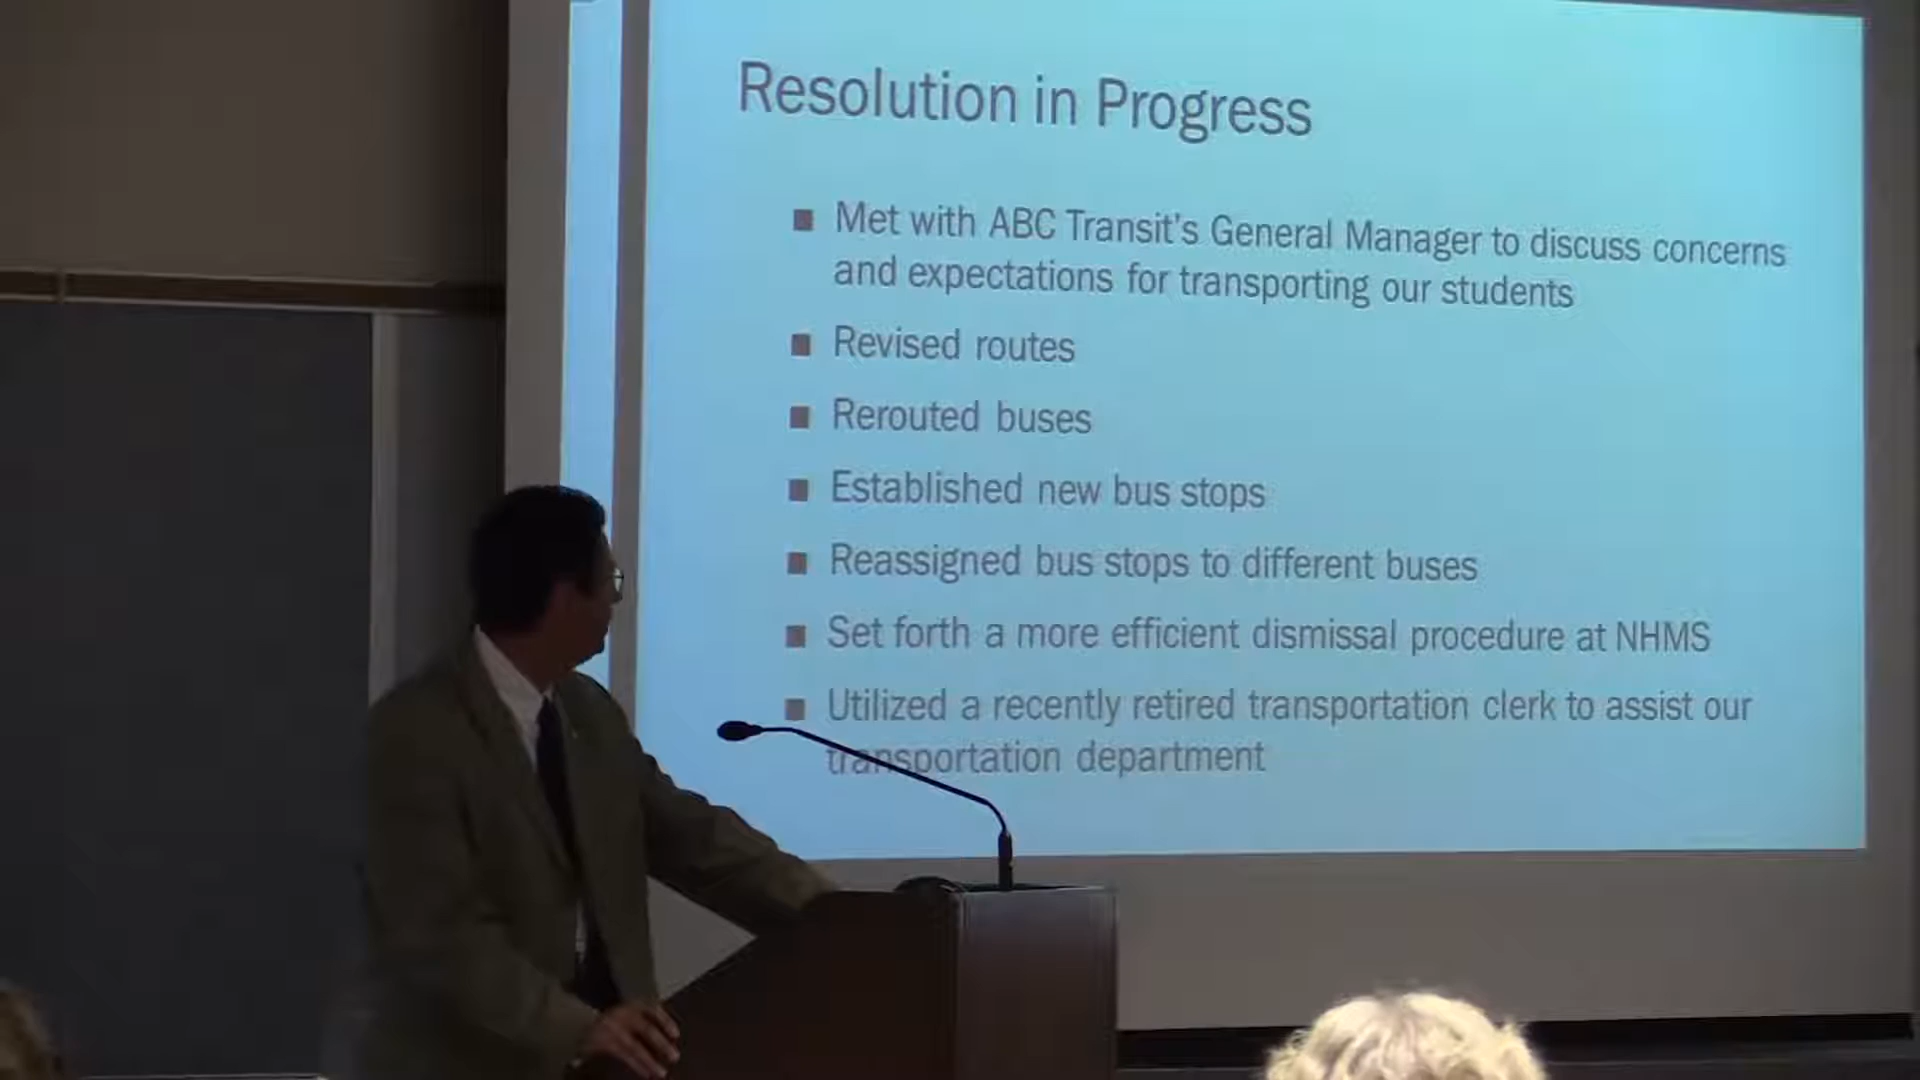 Resolution in Progress
Met with ABC Transit's General Manager to discuss concerns
and expectations for transporting our students
Revised routes
Rerouted buses
Established new bus stops
Reassigned bus stops to different buses
Set forth a more efficient dismissal procedure at NHMS
Utilized a recently retired transportation clerk to assist our
transportation department